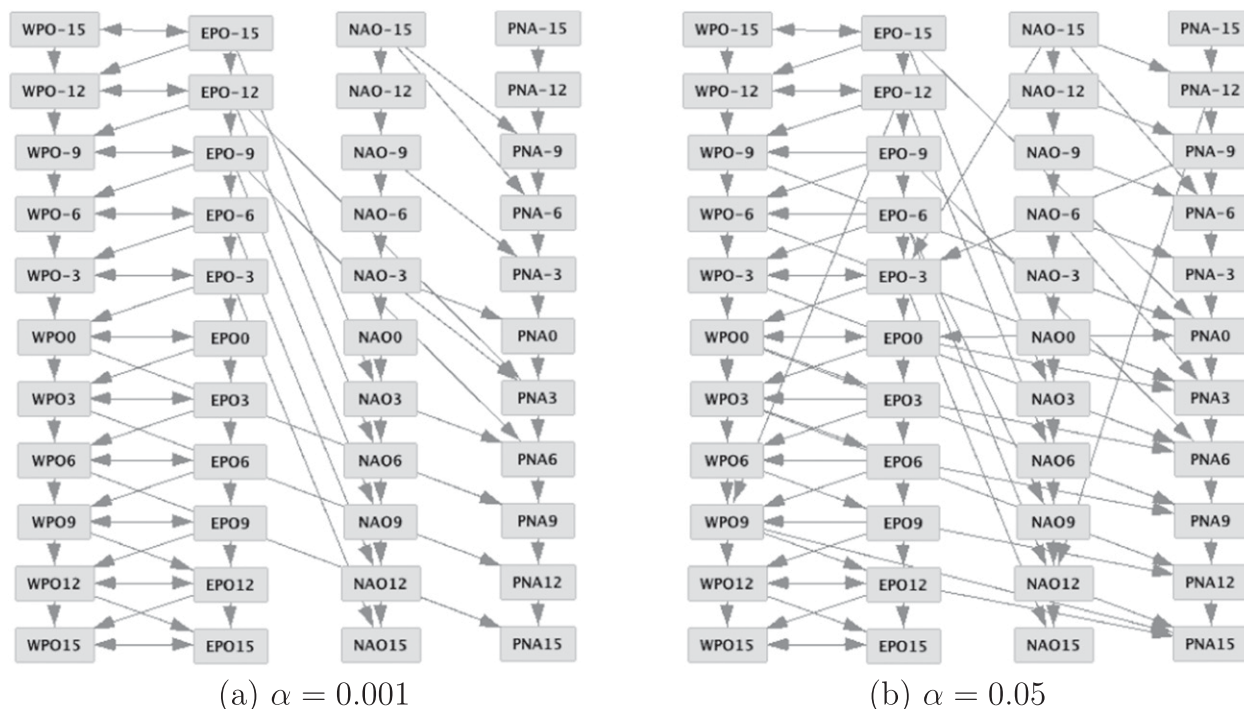 WPO-15 EPO-15 NAO-15 PNA-15 WPO-15 EPO-15 NAO-15 PNA-15
WPO-12 EPO-12 NAO-12 PNA-12 WPO-12 EPO-12 NAO-12 PNA-12
WPO-9 EPO-9 NAO-9 PNA-9 WPO-9 EPO-9 NAO-9 PNA-9
WPO-6 EPO-6 NAO-6 PNA-6 WPO-6 EPO-6 NAO-6 PNA-6
WPO-3 EPO-3 NAO-3 PNA-3 WPO-3 EPO-3 NAO-3 PNA-3
WPO0 EPO0 NAO0 PNA0 WPO0 EPO0 NAO0 PNA0
WPO3 EPO3 NAO3 PNA3 WPO3 EPO3 NAO3 PNA3
WPO6 EPO6 NAO6 PNA6 WPO6 EPO6 NAO6 PNA6
WPO9 EPO9 NAO9 PNA9 WPO9 EPO9 NAO9 PNA9
WPO12 EPO12 NAO12 PNA12 WPO12 EPO12 NAO12 PNA12
WPO15 EPO15 NAO15 PNA15 WPO15 EPO15 NAO15 PNA15
(a) α = 0.001 (b) α = 0.05